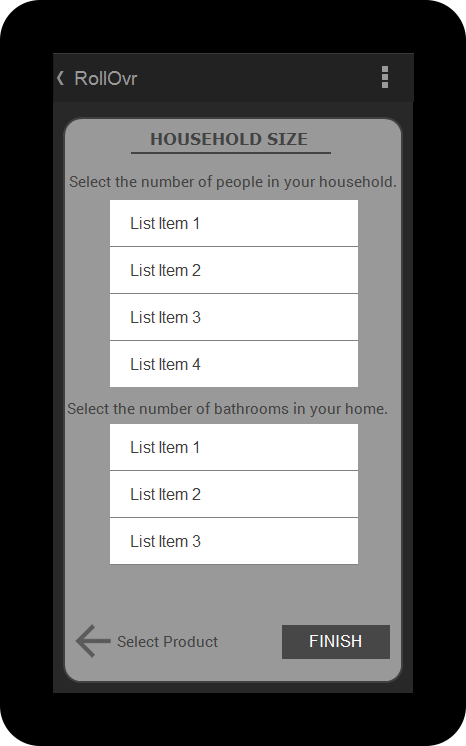 RollOvr
HOUSEHOLD SIZE
Select the number of people in your household.
List Item 1
List Item 2
List Item 3
List Item 4
Select the number of bathrooms in your home.
List Item 1
List Item 2
List Item 3
Select Product
FINISH